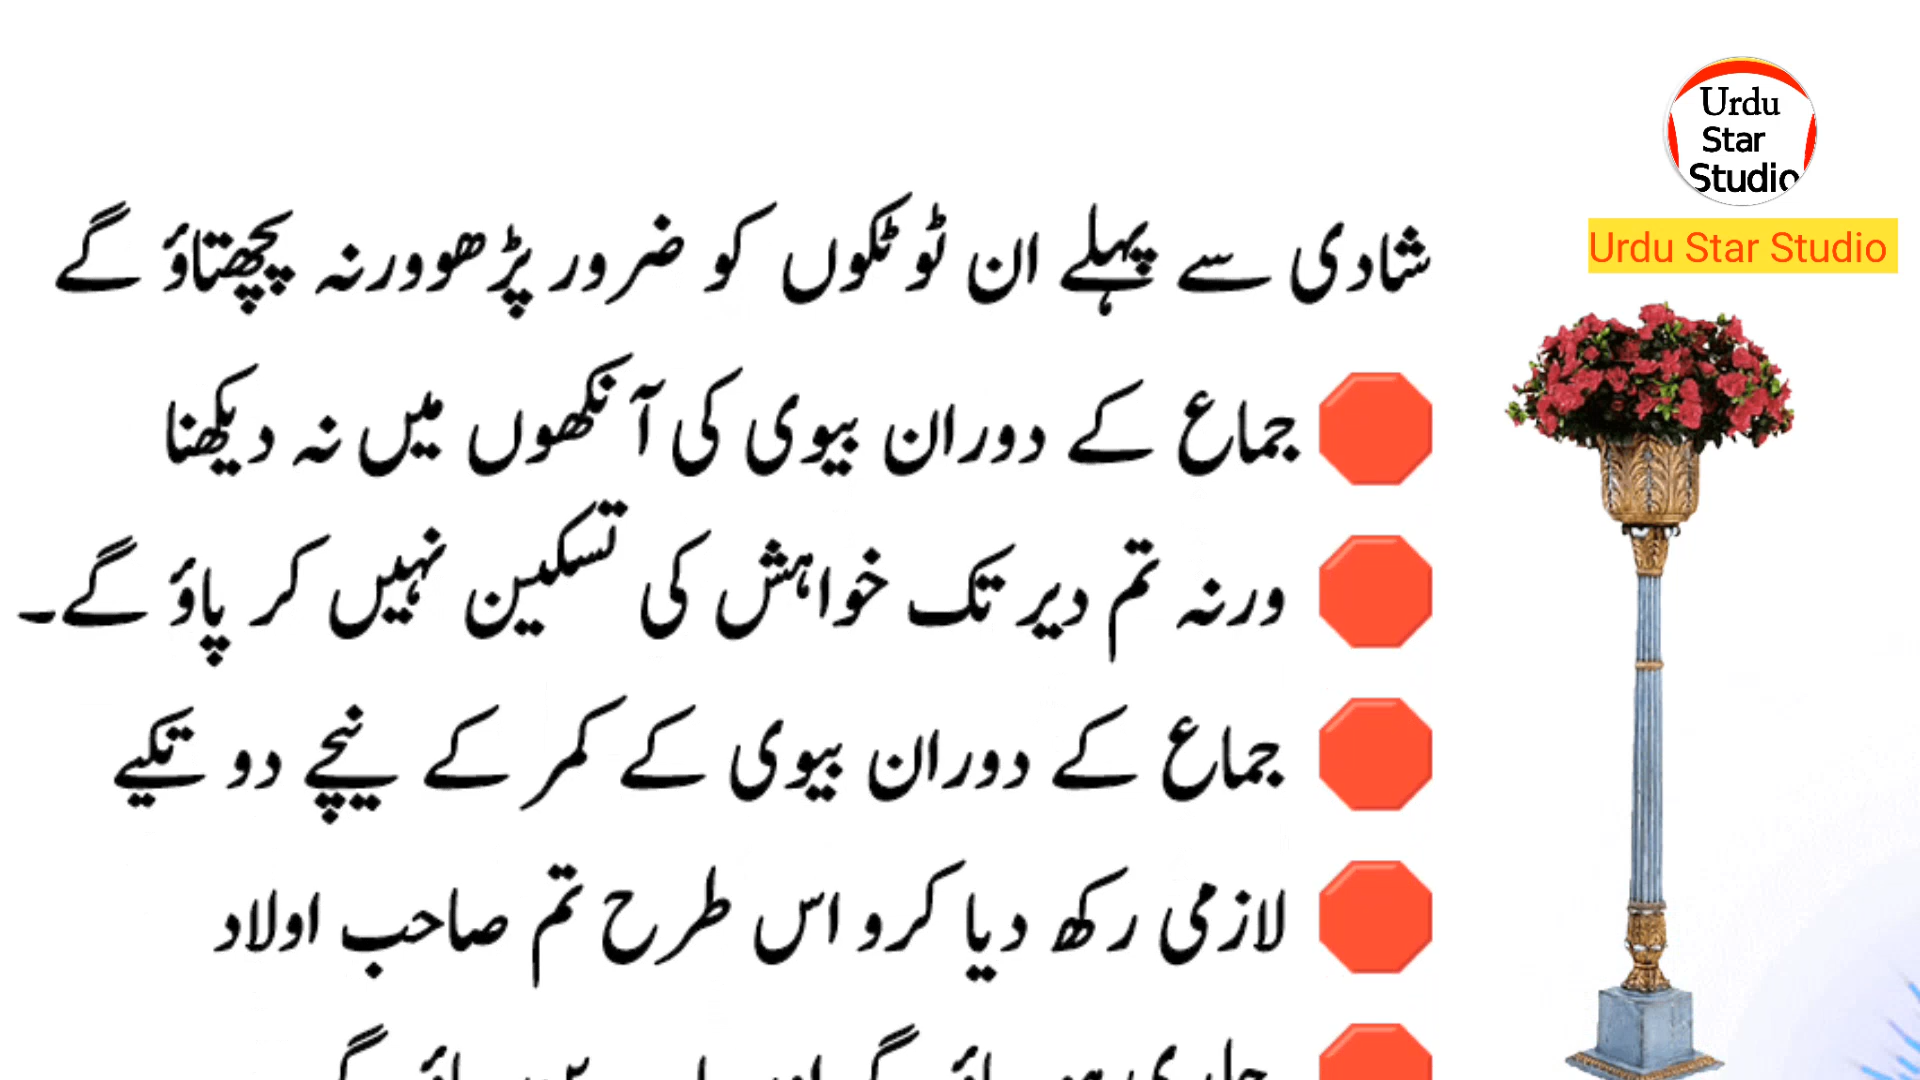 Urdu
Star
Studio
Urdu Star Studio
شادی سے پہلے ان ٹوٹکوں کو ضرور پڑھوورنہ پچھتاؤ گے
جماع کے دوران بیوی کی آنکھوں میں نہ دیکھنا
ورنہ تم دیر تک خواہش کی تسکین نہیں کر پاؤ گے۔
جماع کے دوران بیوی کے کمر کے نیچے دو تکیے
لازمی رکھ دیا کرو اس طرح تم صاحب اولاد